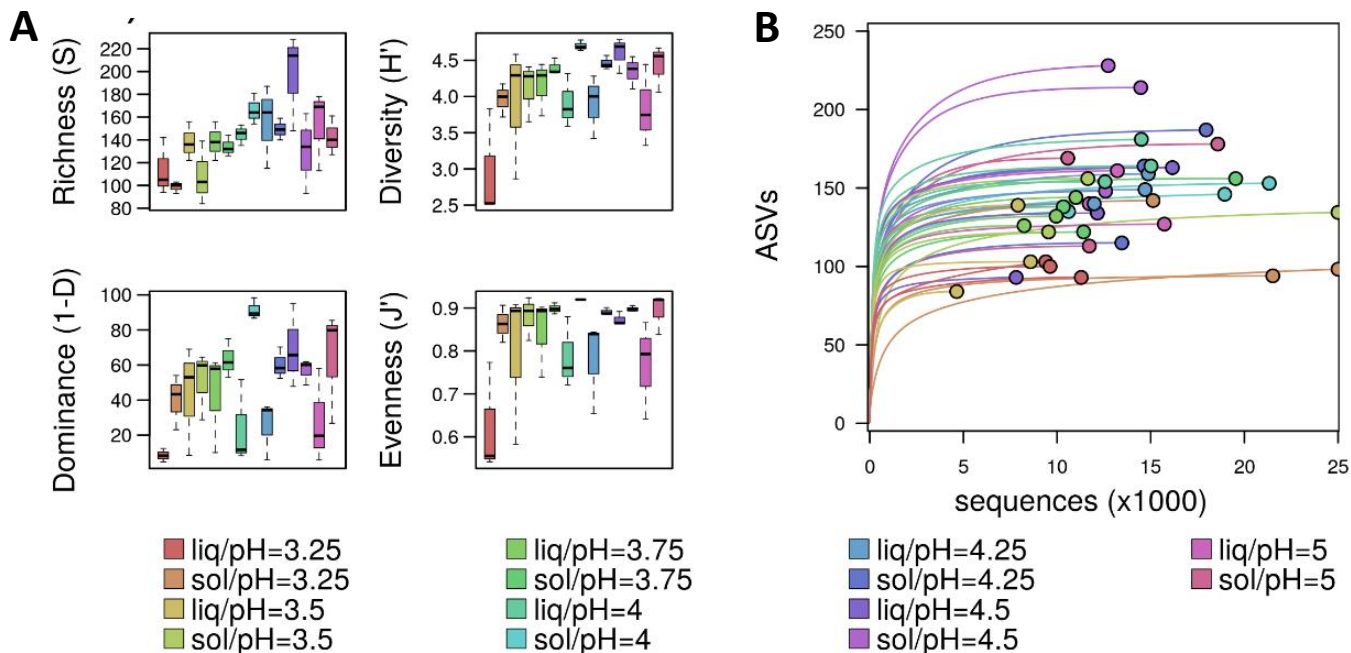 A
B
Richness (S)
220
200
180
160
140
120
100
80
Diversity (H')
4.5
4.0
3.5
3.0
2.5
Dominance (1-D)
100
80
60
40
20
Evenness (J')
0.9
0.8
0.7
0.6
ASVs
250
200
150
100
50
0
0 5 10 15 20 25
sequences (x1000)
liq/pH=3.25
sol/pH=3.25
liq/pH=3.5
sol/pH=3.5
liq/pH=3.75
sol/pH=3.75
liq/pH=4
sol/pH=4
liq/pH=4.25
sol/pH=4.25
liq/pH=4.5
sol/pH=4.5
liq/pH=5
sol/pH=5